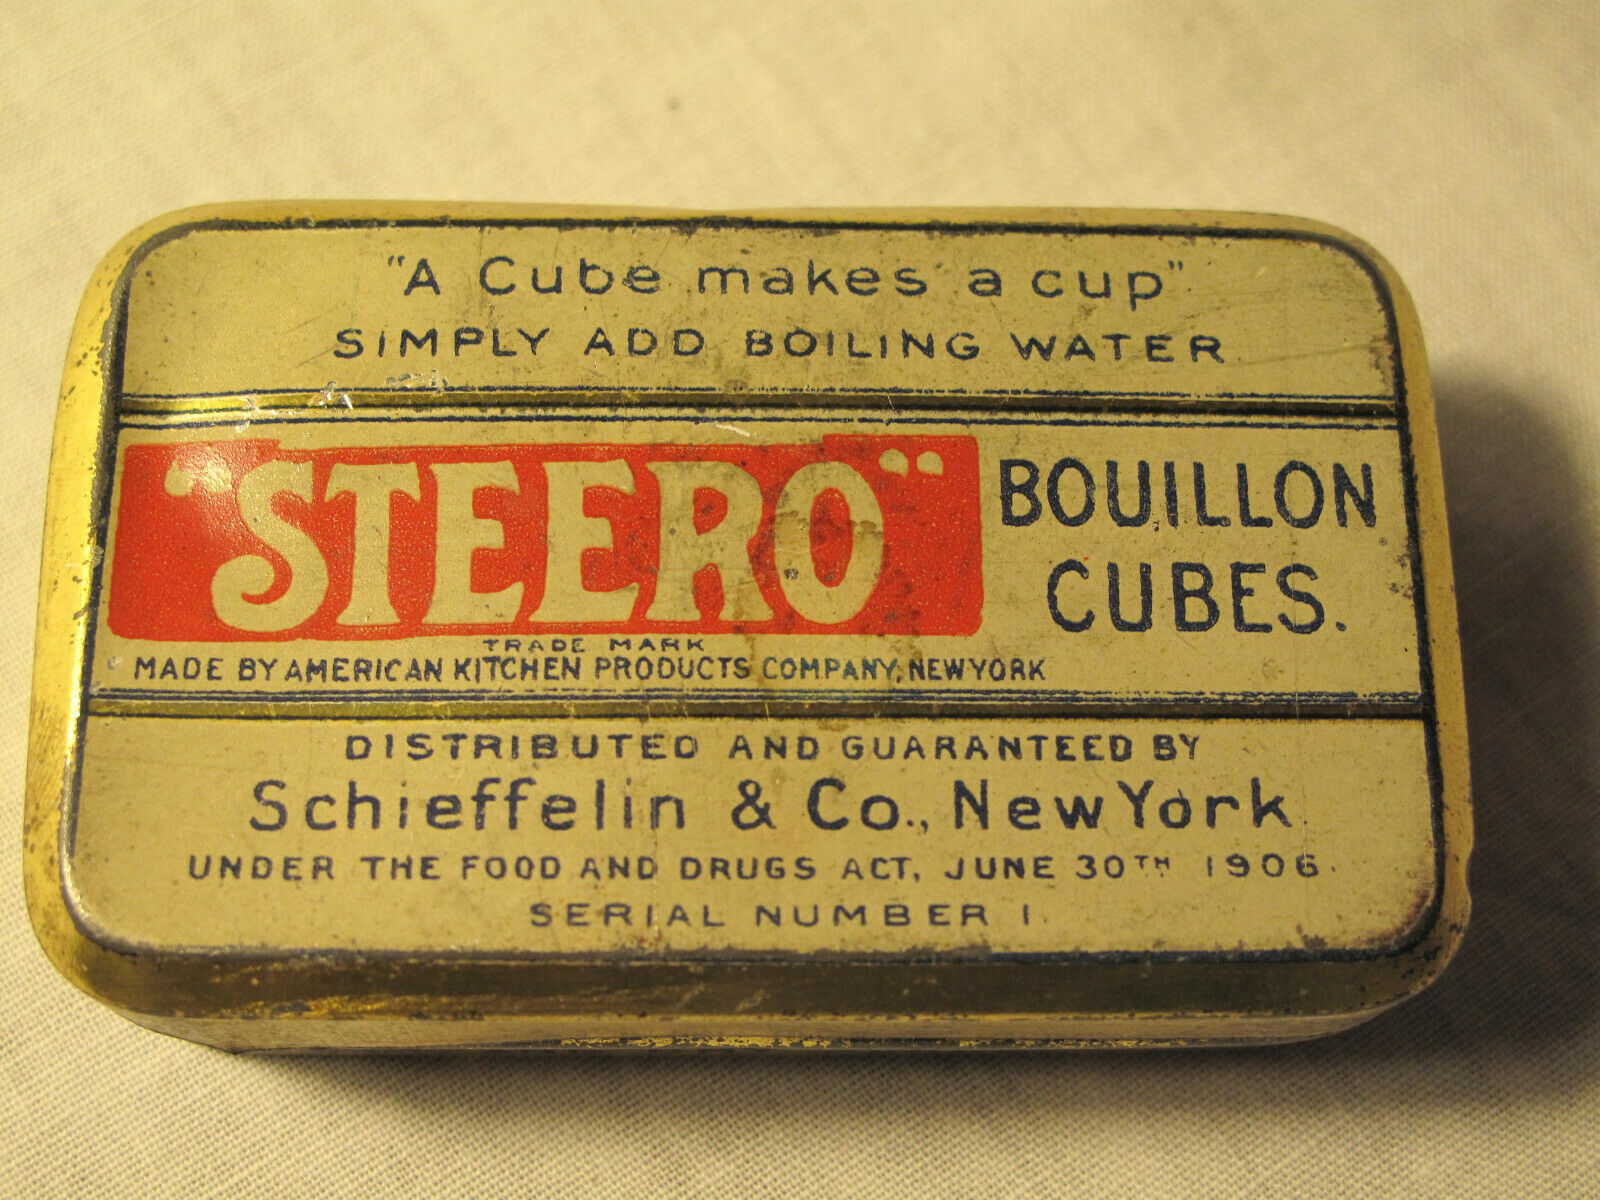 "A Cube makes a cup"
SIMPLY ADD BOILING WATER
"STEERO" BOUILLON
CUBES.
TRADE MARK
MADE BY AMERICAN KITCHEN PRODUCTS COMPANY, NEW YORK
DISTRIBUTED AND GUARANTEED BY
Schieffelin & Co., New York
UNDER THE FOOD AND DRUGS ACT, JUNE 30TH 1906.
SERIAL NUMBER 1